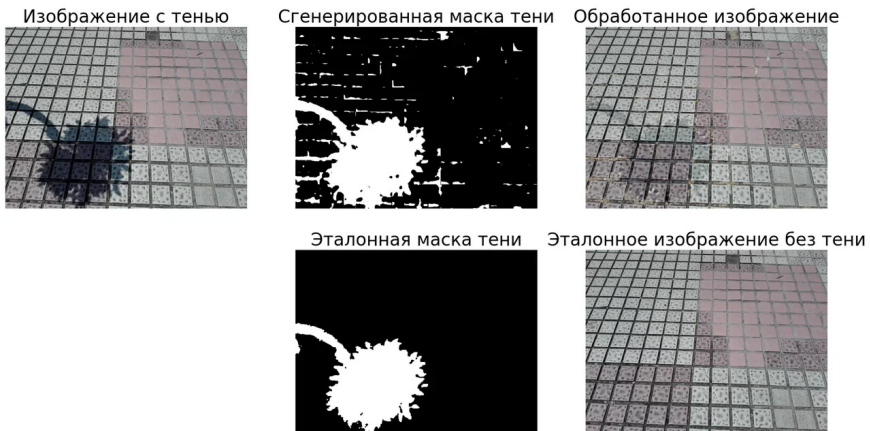 Изображение с тенью
Сгенерированная маска тени
Обработанное изображение
Эталонная маска тени
Эталонное изображение без тени